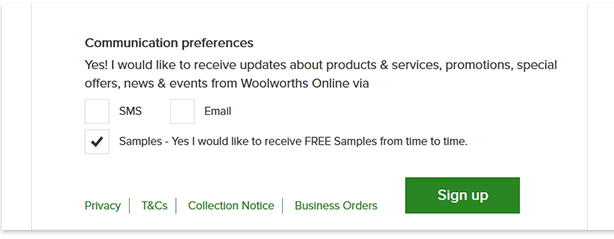 Communication preferences
Yes! I would like to receive updates about products & services, promotions, special
offers, news & events from Woolworths Online via
SMS Email
Samples - Yes I would like to receive FREE Samples from time to time.
Privacy T&Cs Collection Notice Business Orders Sign up